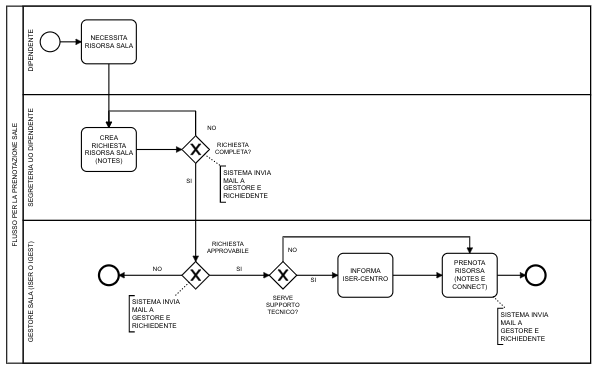 FLUSSO PER LA PRENOTAZIONE SALE
DIPENDENTE
NECESSITA
RISORSA SALA
SEGRETERIA UO DIPENDENTE
CREA
RICHIESTA
RISORSA SALA
(NOTES)
NO
RICHIESTA
COMPLETA?
SI
SISTEMA INVIA
MAIL A
GESTORE E
RICHIEDENTE
GESTORE SALA (ISER O IGEST)
RICHIESTA
APPROVABILE
NO
SI
SISTEMA INVIA
MAIL A
GESTORE E
RICHIEDENTE
NO
SI
SERVE
SUPPORTO
TECNICO?
INFORMA
ISER-CENTRO
PRENOTA
RISORSA
(NOTES E
CONNECT)
SISTEMA INVIA
MAIL A
GESTORE E
RICHIEDENTE